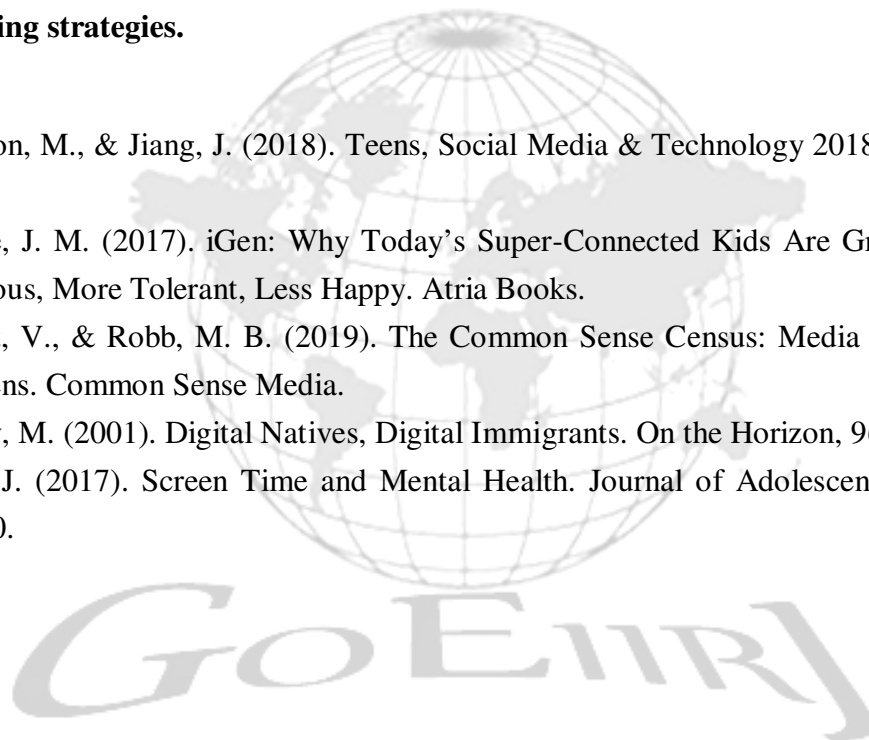 ing strategies.
on, M., & Jiang, J. (2018). Teens, Social Media & Technology 2018
, J. M. (2017). iGen: Why Today's Super-Connected Kids Are Gr
ous, More Tolerant, Less Happy. Atria Books.
, V., & Robb, M. B. (2019). The Common Sense Census: Media
ens. Common Sense Media.
, M. (2001). Digital Natives, Digital Immigrants. On the Horizon, 9(
J. (2017). Screen Time and Mental Health. Journal of Adolescen
0.
GOEIIRJ